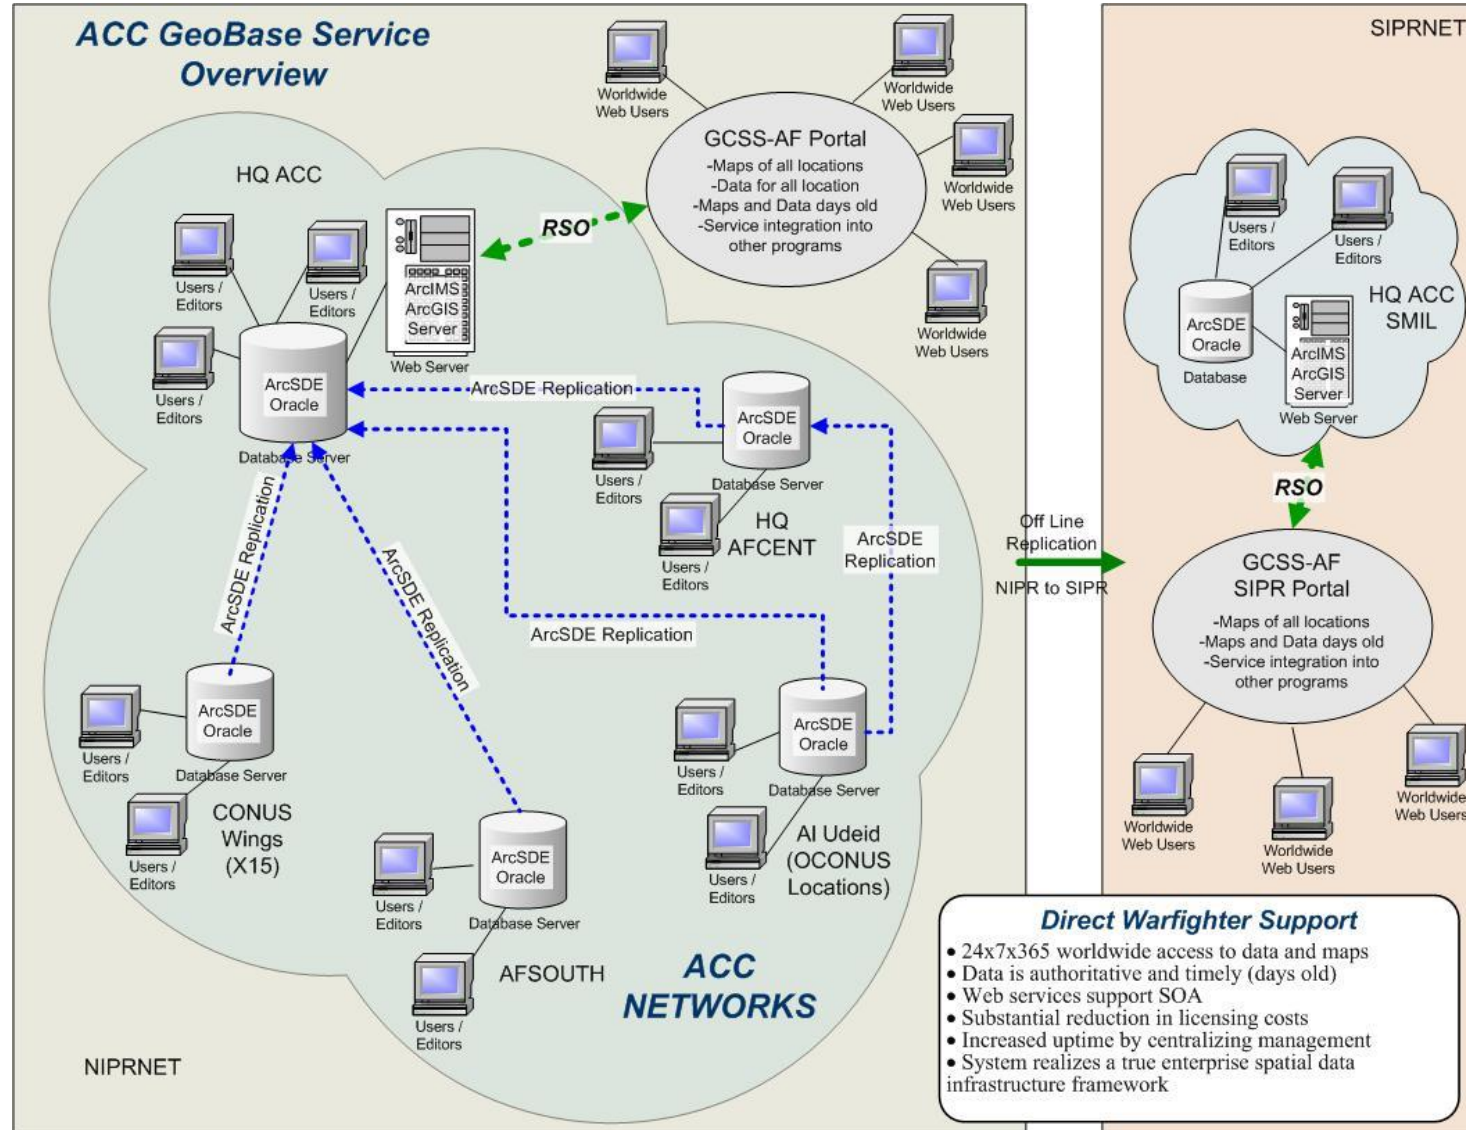 ACC GeoBase Service
Overview
SIPRNET
Worldwide
Web Users
Worldwide
Web Users
GCSS-AF Portal
-Maps of all locations
-Data for all location
-Maps and Data days old
-Service integration into
other programs
Worldwide
Web Users
Worldwide
Web Users
RSO
HQ ACC
Users /
Editors
Users /
Editors
Users /
Editors
ArcIMS
ArcGIS
Server
Web Server
ArcSDE
Oracle
Database Server
ArcSDE Replication
ArcSDE
Oracle
Database Server
Users /
Editors
Users /
Editors
HQ
AFCENT
ArcSDE
Replication
ArcSDE Replication
ArcSDE Replication
ArcSDE Replication
ArcSDE
Oracle
Database Server
Users /
Editors
Users /
Editors
CONUS
Wings
(X15)
ArcSDE
Oracle
Database Server
Users /
Editors
Users /
Editors
AFSOUTH
ArcSDE
Oracle
Database Server
Users /
Editors
Users /
Editors
Al Udeid
(OCONUS
Locations)
ACC
NETWORKS
NIPRNET
Off Line
Replication
NIPR to SIPR
Users /
Editors
Users /
Editors
HQ ACC
SMIL
ArcSDE
Oracle
Database
ArcIMS
ArcGIS
Server
Web Server
RSO
GCSS-AF
SIPR Portal
-Maps of all locations
-Maps and Data days old
-Service integration into
other programs
Worldwide
Web Users
Worldwide
Web Users
Worldwide
Web Users
Direct Warfighter Support
• 24x7x365 worldwide access to data and maps
• Data is authoritative and timely (days old)
• Web services support SOA
• Substantial reduction in licensing costs
• Increased uptime by centralizing management
• System realizes a true enterprise spatial data
infrastructure framework